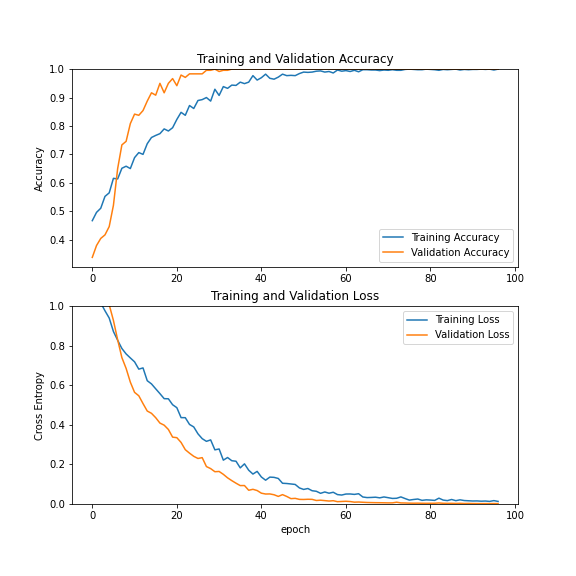 Training and Validation Accuracy
1.0
0.9
0.8
0.7
0.6
0.5
0.4
Accuracy
Training Accuracy
Validation Accuracy
0 20 40 60 80 100
Training and Validation Loss
1.0
0.8
0.6
0.4
0.2
0.0
Cross Entropy
Training Loss
Validation Loss
0 20 40 60 80 100
epoch